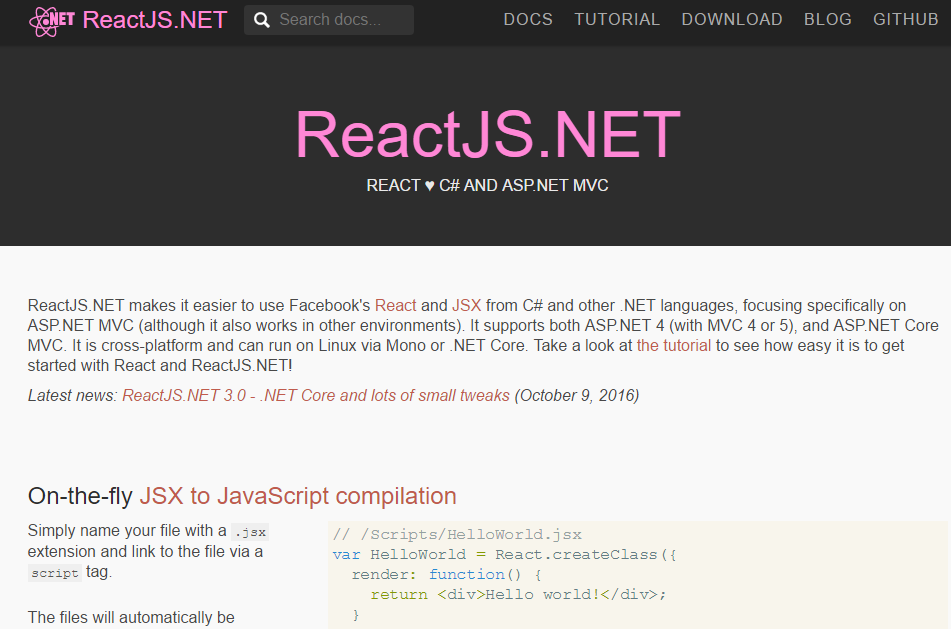 .NET ReactJS.NET Search docs... DOCS TUTORIAL DOWNLOAD BLOG GITHUB
ReactJS.NET
REACT ♥ C# AND ASP.NET MVC
ReactJS.NET makes it easier to use Facebook's React and JSX from C# and other .NET languages, focusing specifically on
ASP.NET MVC (although it also works in other environments). It supports both ASP.NET 4 (with MVC 4 or 5), and ASP.NET Core
MVC. It is cross-platform and can run on Linux via Mono or .NET Core. Take a look at the tutorial to see how easy it is to get
started with React and ReactJS.NET!
Latest news: ReactJS.NET 3.0 - .NET Core and lots of small tweaks (October 9, 2016)
On-the-fly JSX to JavaScript compilation
Simply name your file with a .jsx
extension and link to the file via a
script tag.
The files will automatically be
// /Scripts/HelloWorld.jsx
var HelloWorld = React.createClass({
  render: function() {
    return <div>Hello world!</div>;
  }